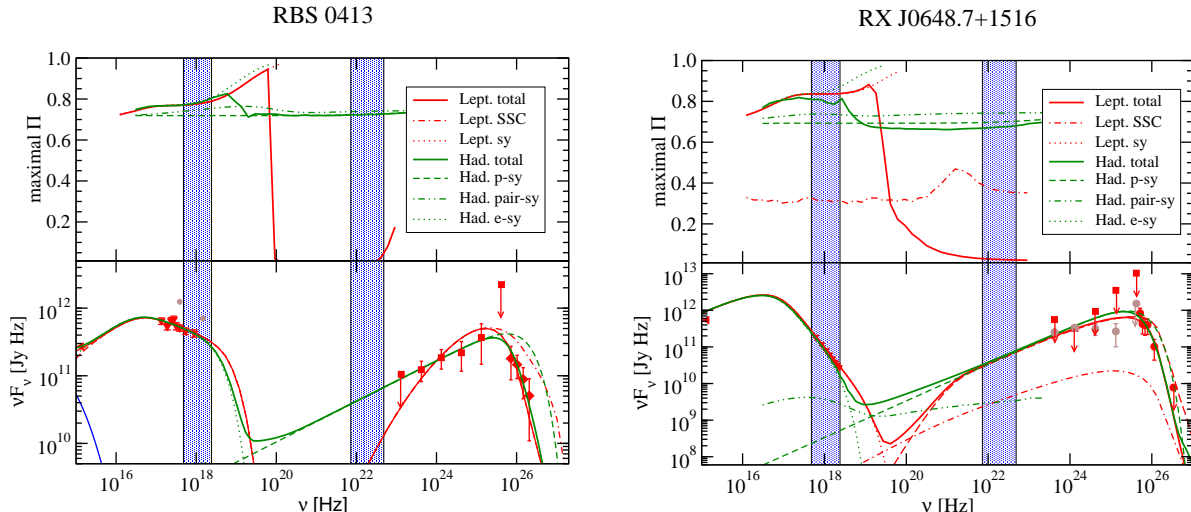 RBS 0413
RX J0648.7+1516
maximal Π
1.0
0.8
0.6
0.4
0.2
Lept. total
Lept. SSC
Lept. sy
Had. total
Had. p-sy
Had. pair-sy
Had. e-sy
νFν [Jy Hz]
10^12
10^11
10^10
10^16
10^18
10^20
10^22
10^24
10^26
ν [Hz]
maximal Π
1.0
0.8
0.6
0.4
0.2
Lept. total
Lept. SSC
Lept. sy
Had. total
Had. p-sy
Had. pair-sy
Had. e-sy
νFν [Jy Hz]
10^13
10^12
10^11
10^10
10^9
10^8
10^16
10^18
10^20
10^22
10^24
10^26
ν [Hz]